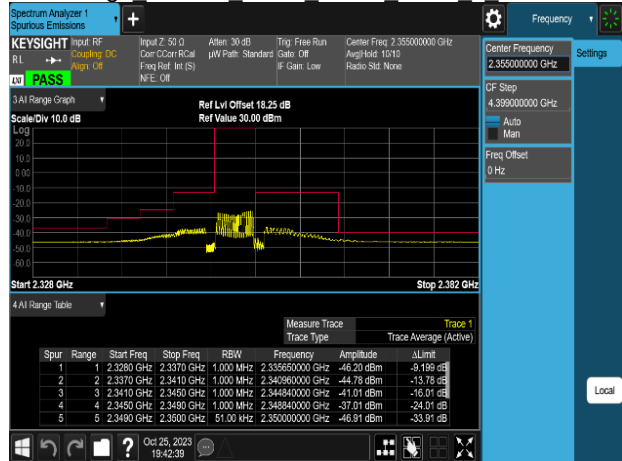 Spectrum Analyzer 1
Spurious Emissions
Frequency
KEYSIGHT Input: RF Input Z: 50 Ω Atten: 30 dB Trig: Free Run Center Freq: 2.355000000 GHz
RL Coupling: DC Corr CCorr RCal µW Path: Standard Gate: Off Avg|Hold: 10/10
Align: Off Freq Ref: Int (S) IF Gain: Low Radio Std: None
LNI PASS NFE: Off
3 All Range Graph
Ref Lvl Offset 18.25 dB
Scale/Div 10.0 dB Ref Value 30.00 dBm
Log
20.0
10.0
0.00
-10.0
-20.0
-30.0
-40.0
-50.0
-60.0
Start 2.328 GHz Stop 2.382 GHz
4 All Range Table
Measure Trace Trace 1
Trace Type Trace Average (Active)
Spur Range Start Freq Stop Freq RBW Frequency Amplitude ΔLimit
1 1 2.3280 GHz 2.3370 GHz 1.000 MHz 2.335650000 GHz -46.20 dBm -9.199 dB
2 2 2.3370 GHz 2.3410 GHz 1.000 MHz 2.340960000 GHz -44.78 dBm -13.78 dB
3 3 2.3410 GHz 2.3450 GHz 1.000 MHz 2.344840000 GHz -41.01 dBm -16.01 dB
4 4 2.3450 GHz 2.3490 GHz 1.000 MHz 2.348840000 GHz -37.01 dBm -24.01 dB
5 5 2.3490 GHz 2.3500 GHz 51.00 kHz 2.350000000 GHz -46.91 dBm -33.91 dB
Oct 25, 2023
19:42:39
Center Frequency
2.355000000 GHz
Settings
CF Step
4.399000000 GHz
Auto
Man
Freq Offset
0 Hz
Local